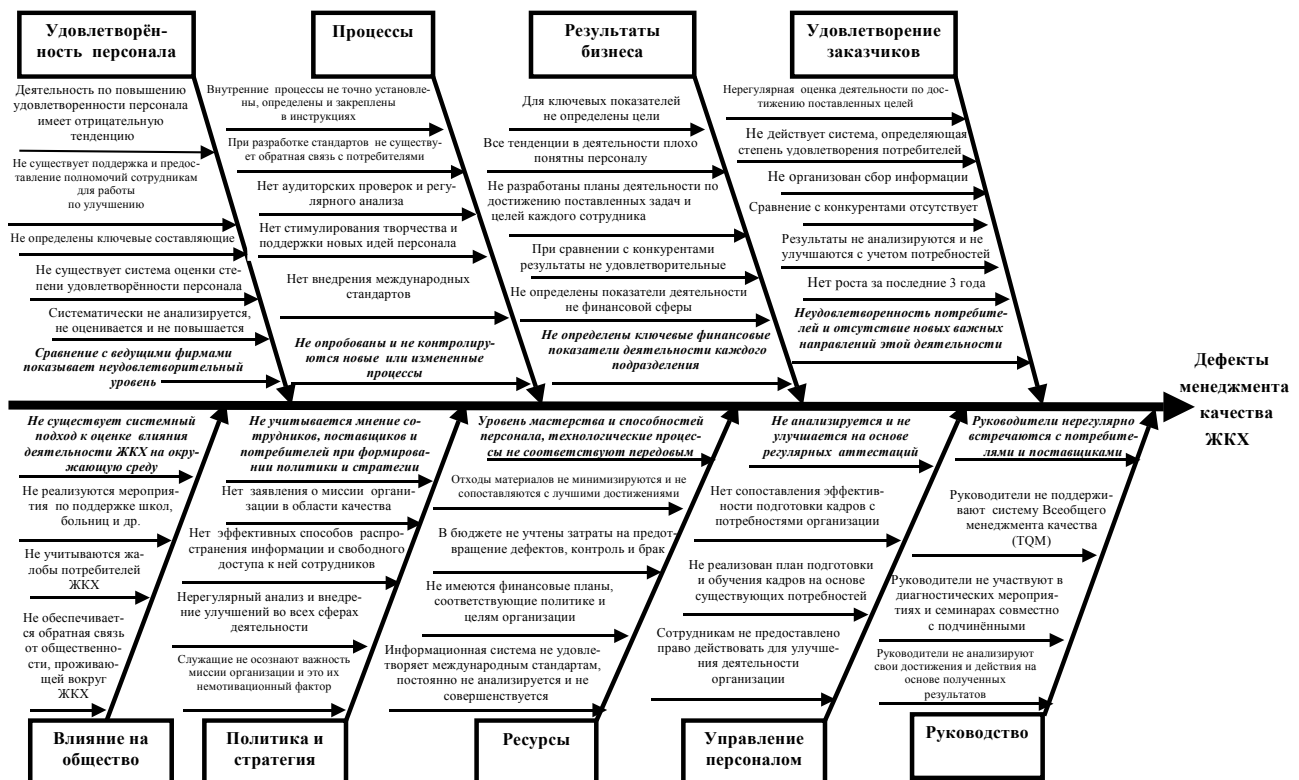 Удовлетворён-
ность персонала
Процессы
Результаты
бизнеса
Удовлетворение
заказчиков
Деятельность по повышению
удовлетворенности персонала
имеет отрицательную
тенденцию
Не существует поддержка и предос-
тавление полномочий сотрудникам
для работы
по улучшению
Не определены ключевые составляющие
Не существует система оценки сте-
пени удовлетворённости персонала
Систематически не анализируется,
не оценивается и не повышается
Сравнение с ведущими фирмами
показывает неудовлетворительный
уровень
Внутренние процессы не точно установле-
ны, определены и закреплены
в инструкциях
При разработке стандартов не существу-
ет обратная связь с потребителями
Нет аудиторских проверок и регу-
лярного анализа
Нет стимулирования творчества и
поддержки новых идей персонала
Нет внедрения международных
стандартов
Не опробованы и не контролиру-
ются новые или измененные
процессы
Для ключевых показателей
не определены цели
Все тенденции в деятельности плохо
понятны персоналу
Не разработаны планы деятельности по
достижению поставленных задач и
целей каждого сотрудника
При сравнении с конкурентами
результаты не удовлетворительные
Не определены показатели деятельности
не финансовой сферы
Не определены ключевые финансовые
показатели деятельности каждого
подразделения
Нерегулярная оценка деятельности по дос-
тижению поставленных целей
Не действует система, определяющая
степень удовлетворения потребителей
Не организован сбор информации
Сравнение с конкурентами отсутствует
Результаты не анализируются и не
улучшаются с учетом потребностей
Нет роста за последние 3 года
Неудовлетворенность потребите-
лей и отсутствие новых важных
направлений этой деятельности
Дефекты
менеджмента
качества
ЖКХ
Не существует системный
подход к оценке влияния
деятельности ЖКХ на окру-
жающую среду
Не реализуются мероприя-
тия по поддержке школ,
больниц и др.
Не учитываются жа-
лобы потребителей
ЖКХ
Не обеспечивает-
ся обратная связь
от общественно-
сти, проживаю-
щей вокруг
ЖКХ
Не учитывается мнение со-
трудников, поставщиков и
потребителей при формирова-
нии политики и стратегии
Нет заявления о миссии органи-
зации в области качества
Нет эффективных способов распро-
странения информации и свободного
доступа к ней сотрудников
Нерегулярный анализ и внедре-
ние улучшений во всех сферах
деятельности
Служащие не осознают важность
миссии организации и это их
немотивационный фактор
Уровень мастерства и способностей
персонала, технологические процес-
сы не соответствуют передовым
Отходы материалов не минимизируются и не
сопоставляются с лучшими достижениями
В бюджете не учтены затраты на предот-
вращение дефектов, контроль и брак
Не имеются финансовые планы,
соответствующие политике и
целям организации
Информационная система не удовле-
творяет международным стандартам,
постоянно не анализируется и не
совершенствуется
Не анализируется и не
улучшается на основе
регулярных аттестаций
Нет сопоставления эффектив-
ности подготовки кадров с
потребностями организации
Не реализован план подготовки
и обучения кадров на основе
существующих потребностей
Сотрудникам не предоставлено
право действовать для улучше-
ния деятельности
организации
Руководители нерегулярно
встречаются с потребите-
лями и поставщиками
Руководители не поддержи-
вают систему Всеобщего
менеджмента качества
(TQM)
Руководители не участвуют в
диагностических мероприя-
тиях и семинарах совместно
с подчинёнными
Руководители не анализируют
свои достижения и действия на
основе полученных
результатов
Влияние на
общество
Политика и
стратегия
Ресурсы
Управление
персоналом
Руководство